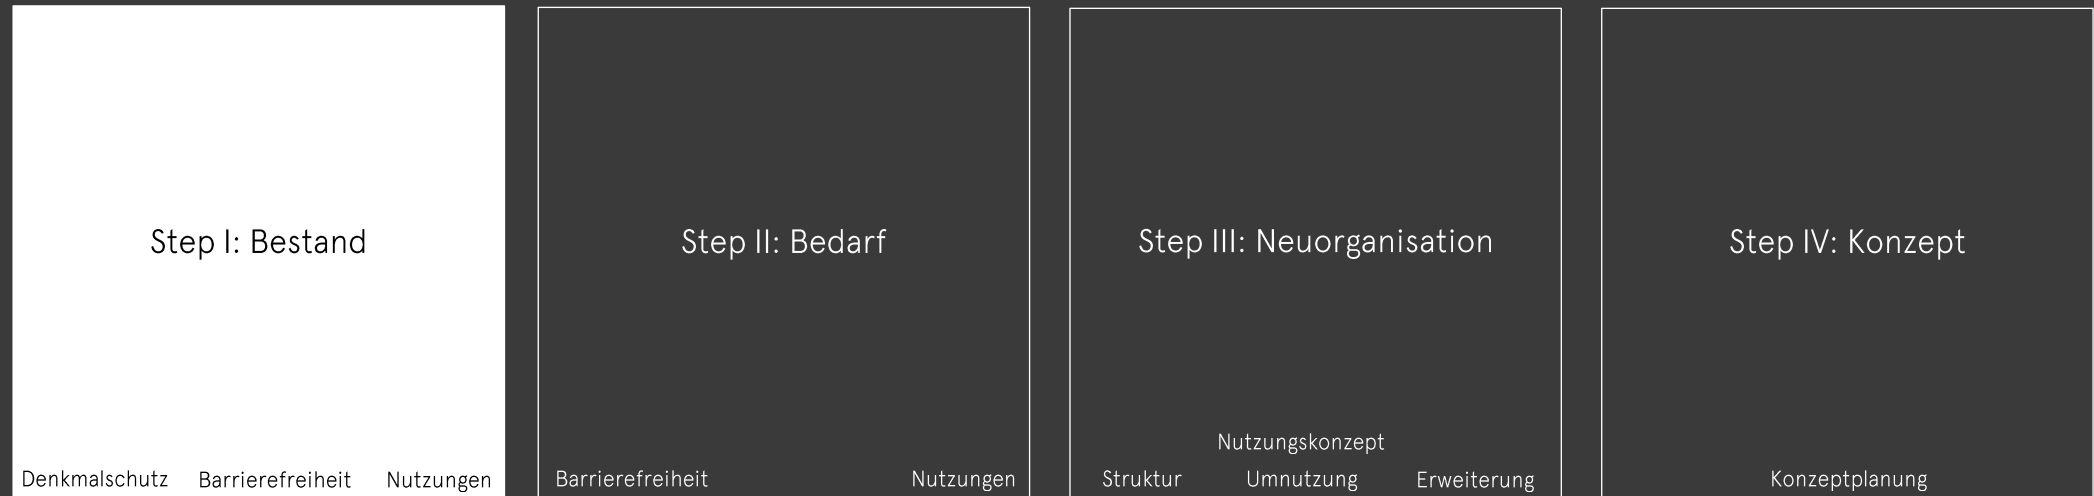 Step I: Bestand
Denkmalschutz Barrierefreiheit Nutzungen
Step II: Bedarf
Barrierefreiheit Nutzungen
Step III: Neuorganisation
Nutzungskonzept
Struktur Umnutzung Erweiterung
Step IV: Konzept
Konzeptplanung